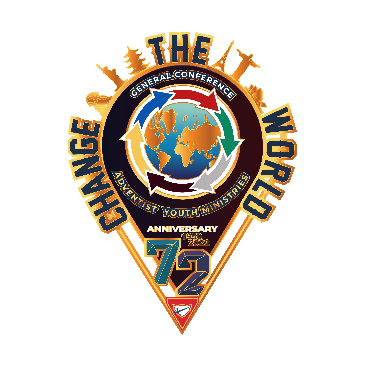 CHANGE
THE
WORLD
GENERAL CONFERENCE
ADVENTIST YOUTH MINISTRIES
ANNIVERSARY
72